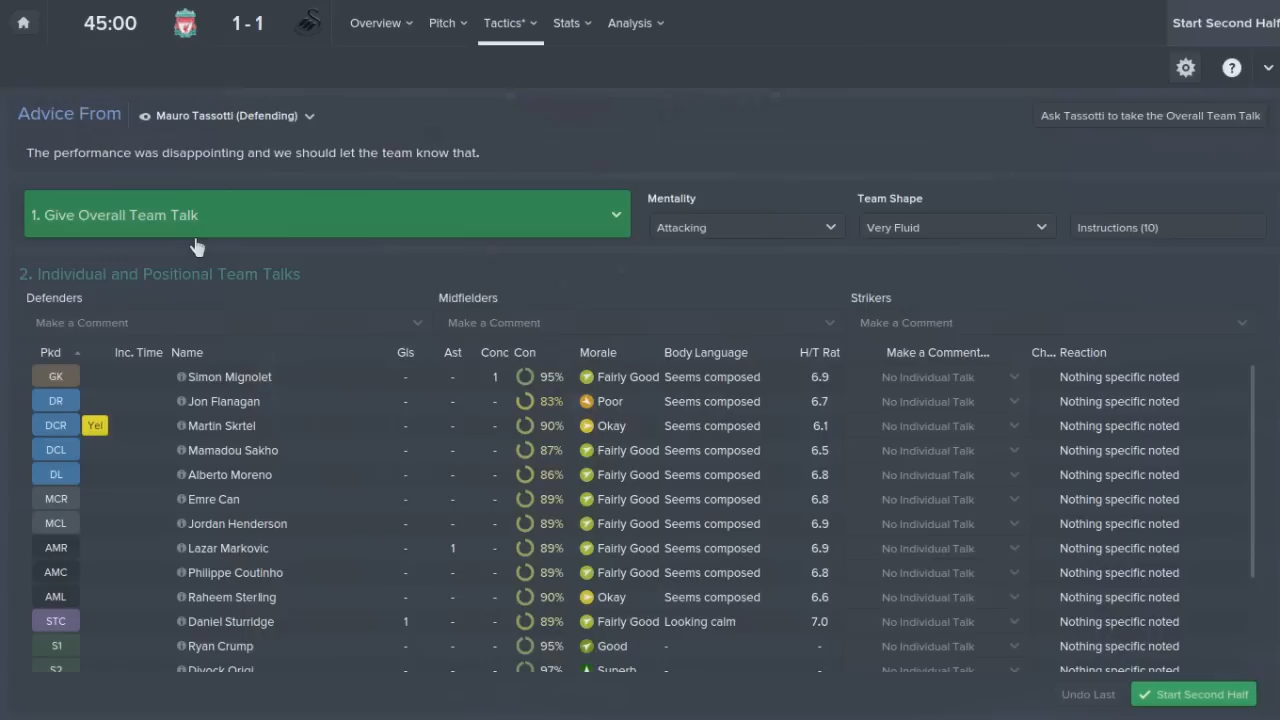 45:00 1 - 1 Overview Pitch Tactics* Stats Analysis Start Second Half
?
Advice From Mauro Tassotti (Defending) Ask Tassotti to take the Overall Team Talk
The performance was disappointing and we should let the team know that.
1. Give Overall Team Talk
Mentality Team Shape
Attacking Very Fluid Instructions (10)
2. Individual and Positional Team Talks
Defenders Midfielders Strikers
Make a Comment Make a Comment Make a Comment
Pkd Inc. Time Name Gls Ast Conc Con Morale Body Language H/T Rat Make a Comment... Ch... Reaction
GK Simon Mignolet - - 1 95% Fairly Good Seems composed 6.9 No Individual Talk Nothing specific noted
DR Jon Flanagan - - - 83% Poor Seems composed 6.7 No Individual Talk Nothing specific noted
DCR Yel Martin Skrtel - - - 90% Okay Seems composed 6.1 No Individual Talk Nothing specific noted
DCL Mamadou Sakho - - - 87% Fairly Good Seems composed 6.5 No Individual Talk Nothing specific noted
DL Alberto Moreno - - - 86% Fairly Good Seems composed 6.8 No Individual Talk Nothing specific noted
MCR Emre Can - - - 89% Fairly Good Seems composed 6.8 No Individual Talk Nothing specific noted
MCL Jordan Henderson - - - 89% Fairly Good Seems composed 6.9 No Individual Talk Nothing specific noted
AMR Lazar Markovic - 1 - 89% Fairly Good Seems composed 6.9 No Individual Talk Nothing specific noted
AMC Philippe Coutinho - - - 89% Fairly Good Seems composed 6.8 No Individual Talk Nothing specific noted
AML Raheem Sterling - - - 90% Okay Seems composed 6.6 No Individual Talk Nothing specific noted
STC Daniel Sturridge 1 - - 89% Fairly Good Looking calm 7.0 No Individual Talk Nothing specific noted
S1 Ryan Crump - - - 95% Good - - No Individual Talk Nothing specific noted
S2 Divock Origi - - - 97% Superb - - No Individual Talk Nothing specific noted
Undo Last Start Second Half